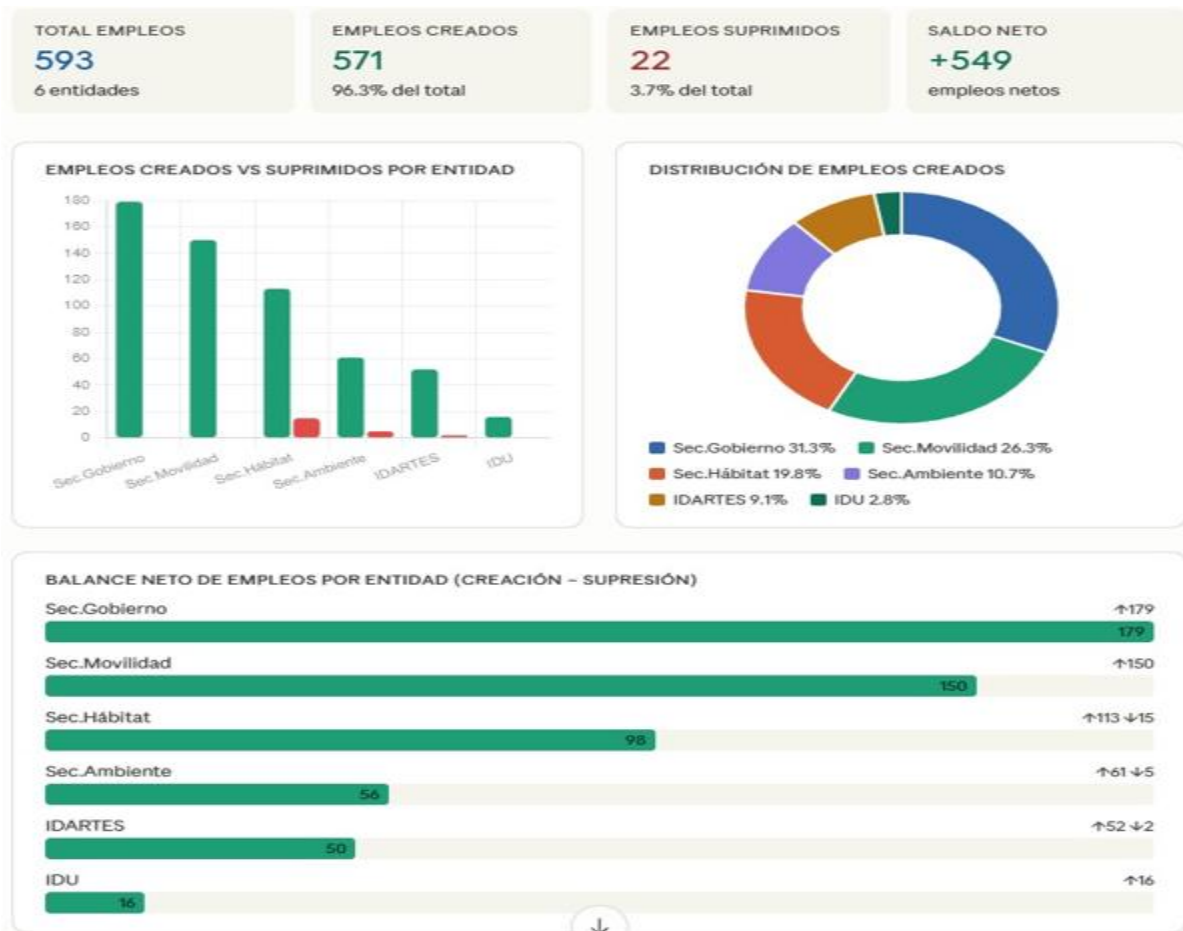 TOTAL EMPLEOS
593
6 entidades
EMPLEOS CREADOS
571
96.3% del total
EMPLEOS SUPRIMIDOS
22
3.7% del total
SALDO NETO
+549
empleos netos
EMPLEOS CREADOS VS SUPRIMIDOS POR ENTIDAD
180
160
140
120
100
80
60
40
20
0
Sec.Gobierno
Sec.Movilidad
Sec.Hábitat
Sec.Ambiente
IDARTES
IDU
DISTRIBUCIÓN DE EMPLEOS CREADOS
Sec.Gobierno 31.3% Sec.Movilidad 26.3%
Sec.Hábitat 19.8% Sec.Ambiente 10.7%
IDARTES 9.1% IDU 2.8%
BALANCE NETO DE EMPLEOS POR ENTIDAD (CREACIÓN – SUPRESIÓN)
Sec.Gobierno ↑179
179
Sec.Movilidad ↑150
150
Sec.Hábitat ↑113 ↓15
98
Sec.Ambiente ↑61 ↓5
56
IDARTES ↑52 ↓2
50
IDU ↑16
16